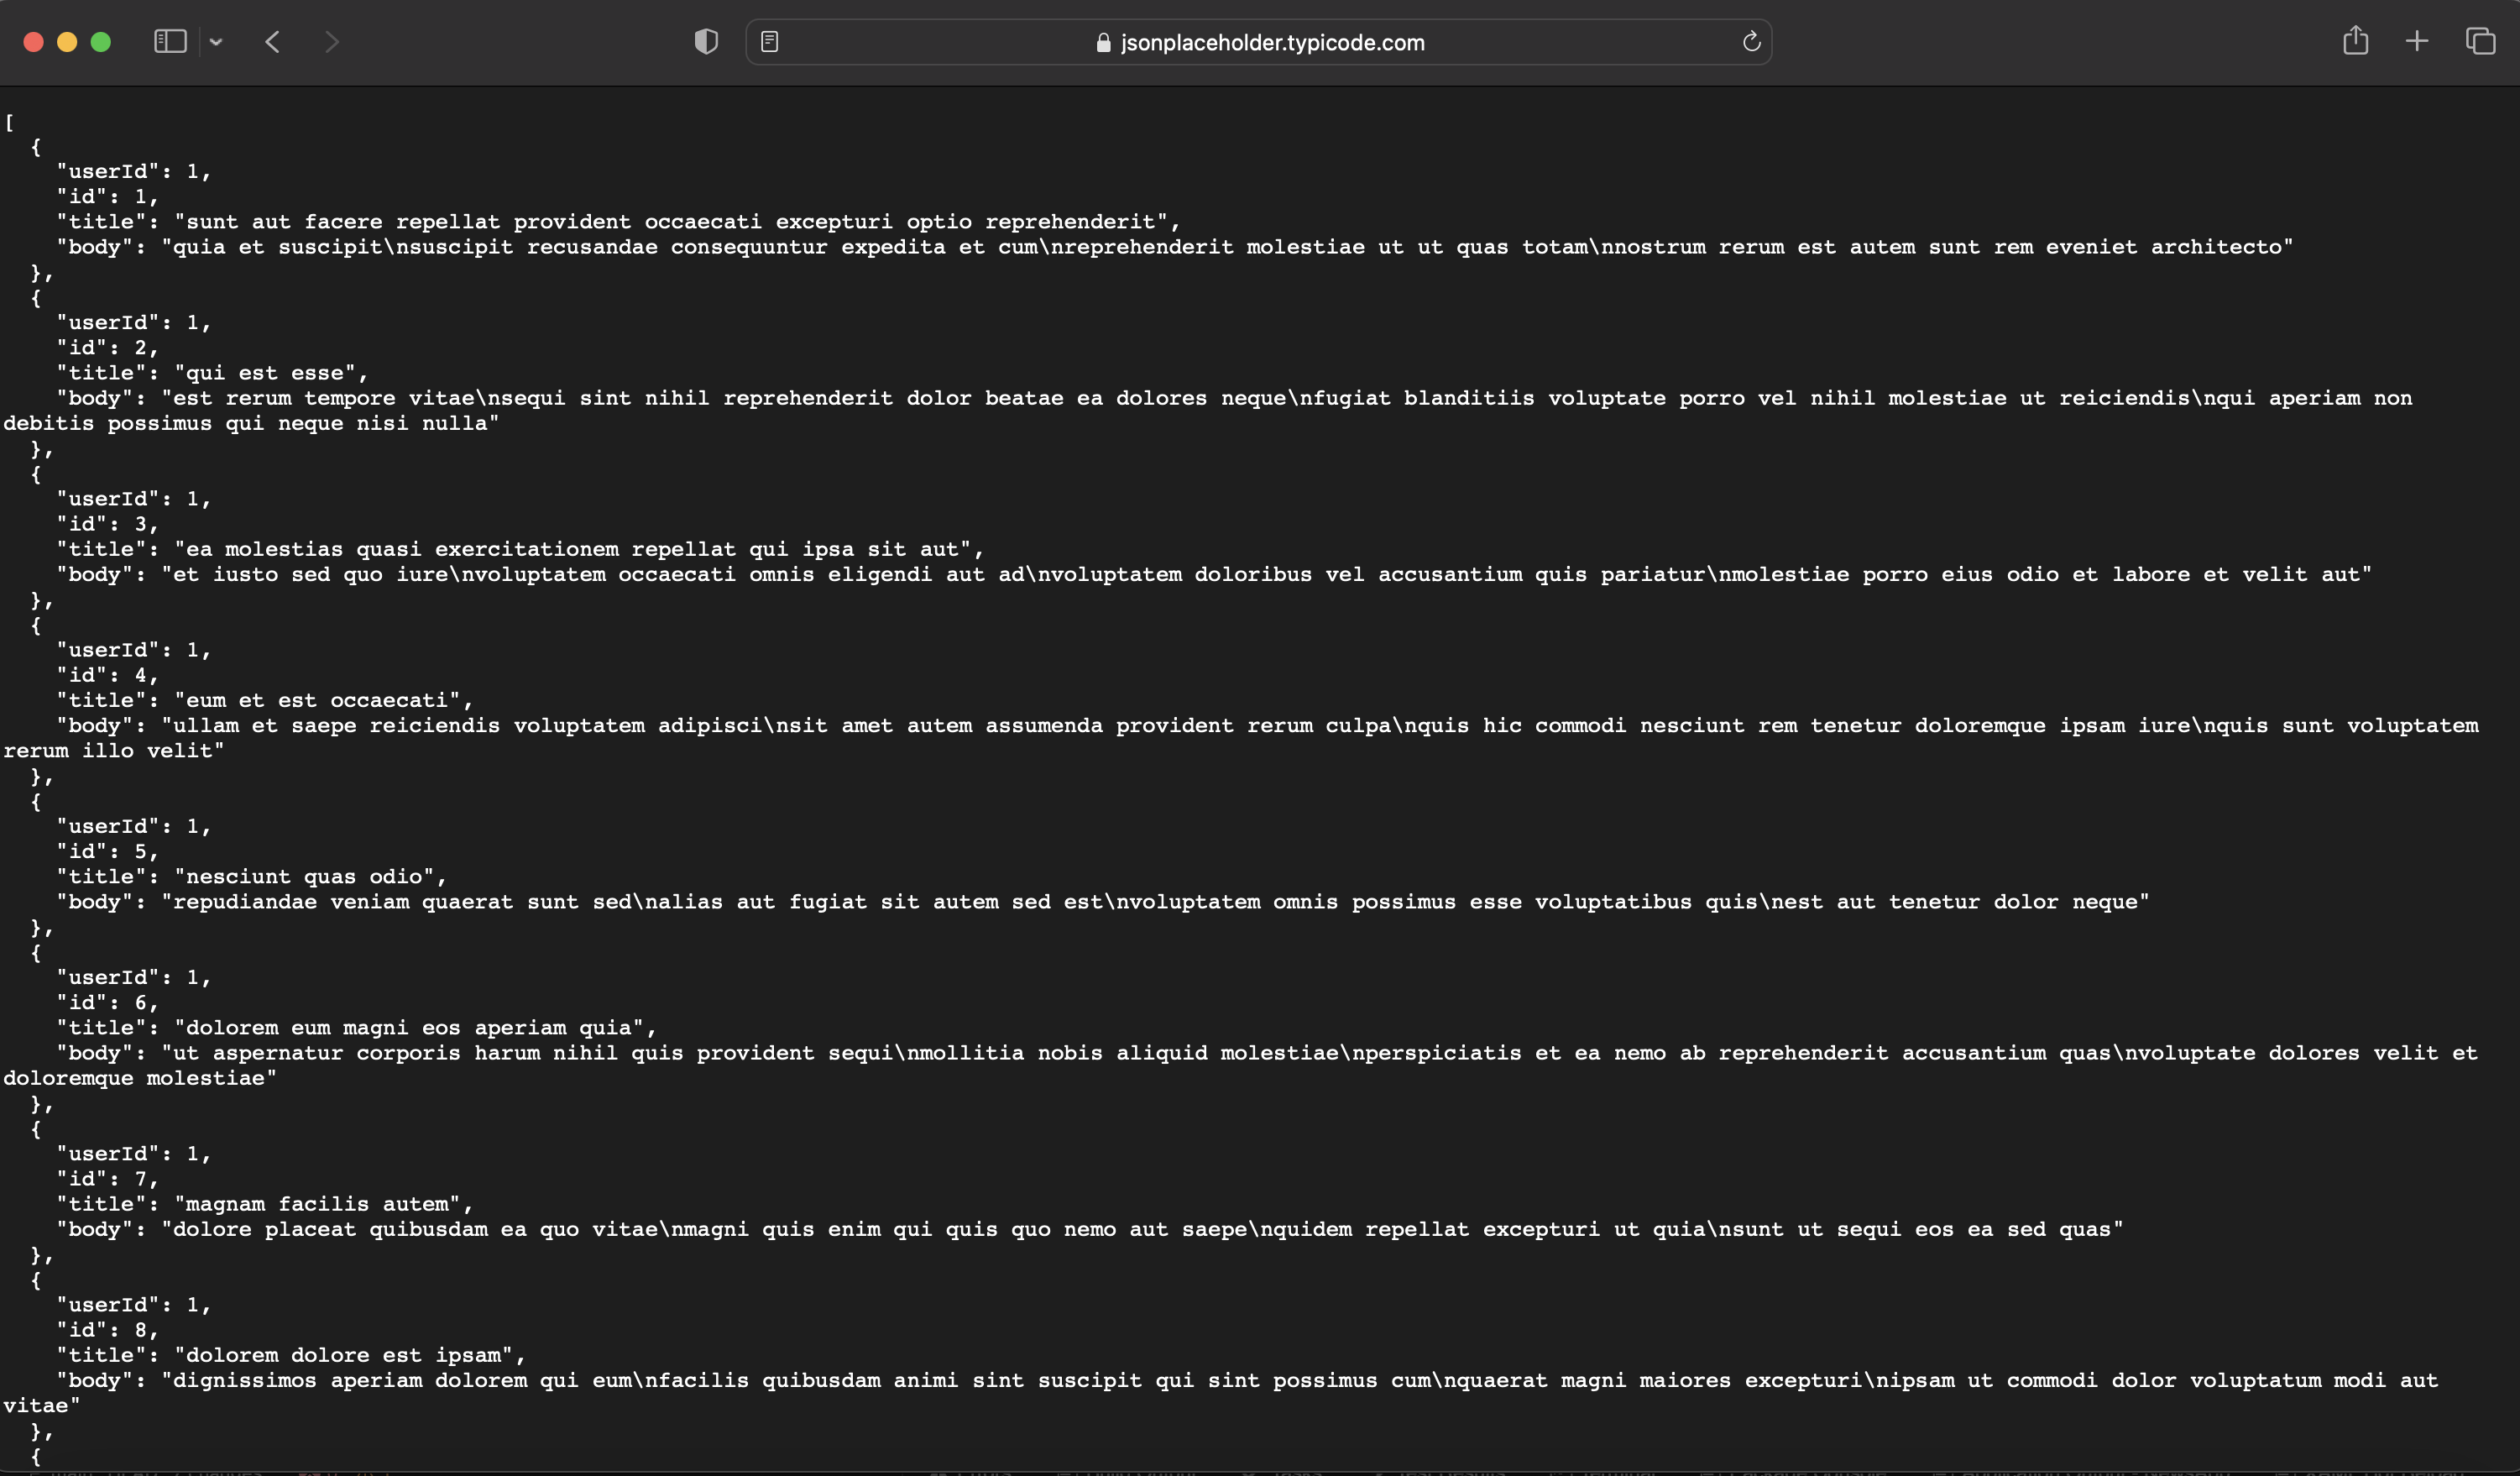 jsonplaceholder.typicode.com
[
  {
    "userId": 1,
    "id": 1,
    "title": "sunt aut facere repellat provident occaecati excepturi optio reprehenderit",
    "body": "quia et suscipit\nsuscipit recusandae consequuntur expedita et cum\nreprehenderit molestiae ut ut quas totam\nnostrum rerum est autem sunt rem eveniet architecto"
  },
  {
    "userId": 1,
    "id": 2,
    "title": "qui est esse",
    "body": "est rerum tempore vitae\nsequi sint nihil reprehenderit dolor beatae ea dolores neque\nfugiat blanditiis voluptate porro vel nihil molestiae ut reiciendis\nqui aperiam non
debitis possimus qui neque nisi nulla"
  },
  {
    "userId": 1,
    "id": 3,
    "title": "ea molestias quasi exercitationem repellat qui ipsa sit aut",
    "body": "et iusto sed quo iure\nvoluptatem occaecati omnis eligendi aut ad\nvoluptatem doloribus vel accusantium quis pariatur\nmolestiae porro eius odio et labore et velit aut"
  },
  {
    "userId": 1,
    "id": 4,
    "title": "eum et est occaecati",
    "body": "ullam et saepe reiciendis voluptatem adipisci\nsit amet autem assumenda provident rerum culpa\nquis hic commodi nesciunt rem tenetur doloremque ipsam iure\nquis sunt voluptatem
rerum illo velit"
  },
  {
    "userId": 1,
    "id": 5,
    "title": "nesciunt quas odio",
    "body": "repudiandae veniam quaerat sunt sed\nalias aut fugiat sit autem sed est\nvoluptatem omnis possimus esse voluptatibus quis\nest aut tenetur dolor neque"
  },
  {
    "userId": 1,
    "id": 6,
    "title": "dolorem eum magni eos aperiam quia",
    "body": "ut aspernatur corporis harum nihil quis provident sequi\nmollitia nobis aliquid molestiae\nperspiciatis et ea nemo ab reprehenderit accusantium quas\nvoluptate dolores velit et
doloremque molestiae"
  },
  {
    "userId": 1,
    "id": 7,
    "title": "magnam facilis autem",
    "body": "dolore placeat quibusdam ea quo vitae\nmagni quis enim qui quis quo nemo aut saepe\nquidem repellat excepturi ut quia\nsunt ut sequi eos ea sed quas"
  },
  {
    "userId": 1,
    "id": 8,
    "title": "dolorem dolore est ipsam",
    "body": "dignissimos aperiam dolorem qui eum\nfacilis quibusdam animi sint suscipit qui sint possimus cum\nquaerat magni maiores excepturi\nipsam ut commodi dolor voluptatum modi aut
vitae"
  },
  {